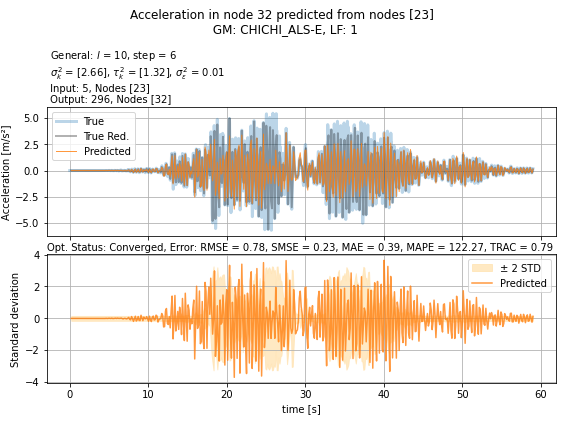 Acceleration in node 32 predicted from nodes [23]
GM: CHICHI_ALS-E, LF: 1
General: l = 10, step = 6
σ²ₖ = [2.66], τ²ₖ = [1.32], σ²ε = 0.01
Input: 5, Nodes [23]
Output: 296, Nodes [32]
Acceleration [m/s²]
5.0
2.5
0.0
−2.5
−5.0
True
True Red.
Predicted
Opt. Status: Converged, Error: RMSE = 0.78, SMSE = 0.23, MAE = 0.39, MAPE = 122.27, TRAC = 0.79
Standard deviation
4
2
0
−2
−4
± 2 STD
Predicted
0 10 20 30 40 50 60
time [s]